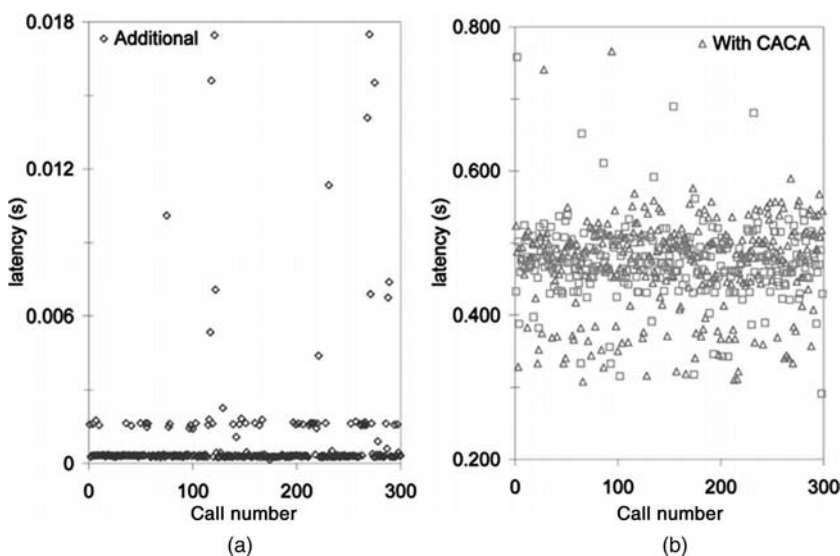 0.018
Additional
0.012
latency (s)
0.006
0
0
100
200
300
Call number
(a)
With CACA
0.800
0.600
latency (s)
0.400
0.200
0
100
200
300
Call number
(b)